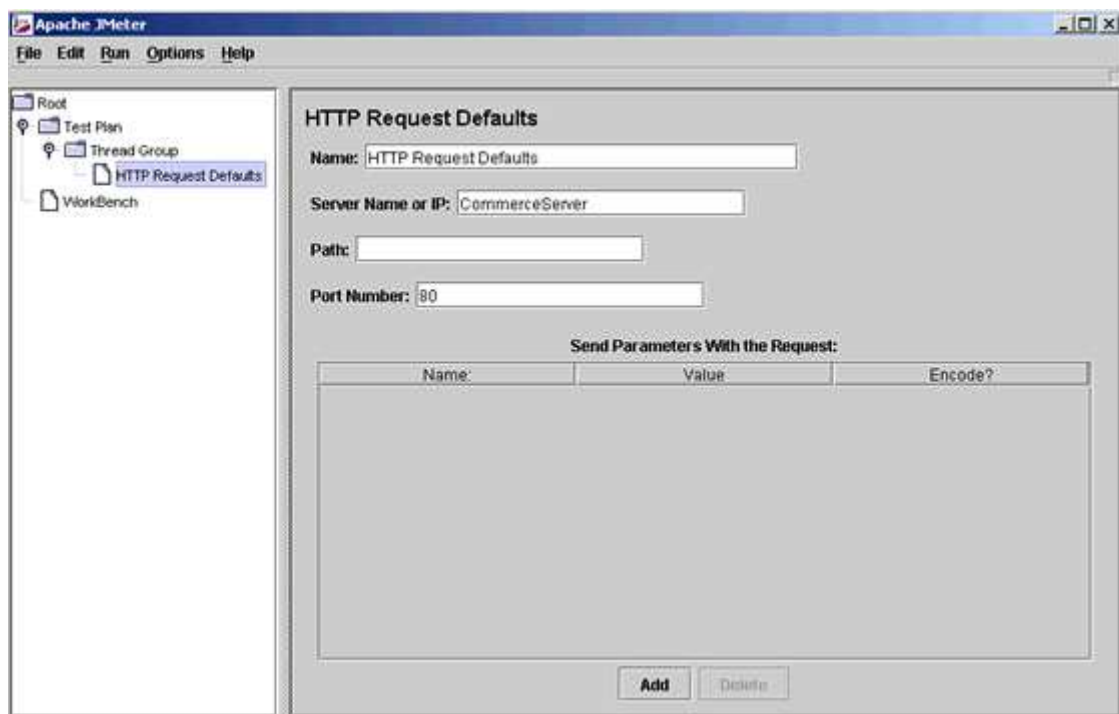 Apache JMeter
File Edit Run Options Help
Root
Test Plan
Thread Group
HTTP Request Defaults
WorkBench
HTTP Request Defaults
Name: HTTP Request Defaults
Server Name or IP: CommerceServer
Path:
Port Number: 80
Send Parameters With the Request:
Name: Value Encode?
Add Delete